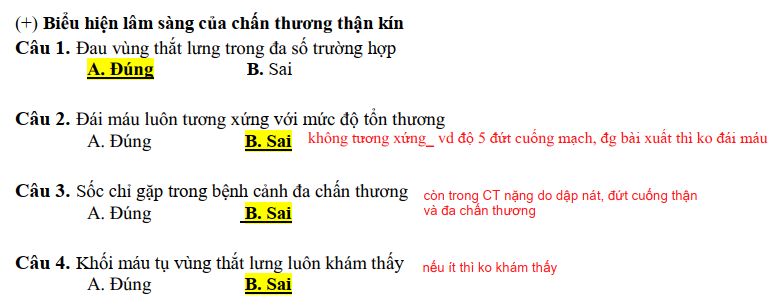 (+) Biểu hiện lâm sàng của chấn thương thận kín
Câu 1. Đau vùng thắt lưng trong đa số trường hợp
A. Đúng B. Sai
Câu 2. Đái máu luôn tương xứng với mức độ tổn thương
A. Đúng B. Sai không tương xứng_ vd độ 5 đứt cuống mạch, đg bài xuất thì ko đái máu
Câu 3. Sốc chỉ gặp trong bệnh cảnh đa chấn thương còn trong CT nặng do dập nát, đứt cuống thận
A. Đúng B. Sai và đa chấn thương
Câu 4. Khối máu tụ vùng thắt lưng luôn khám thấy nếu ít thì ko khám thấy
A. Đúng B. Sai